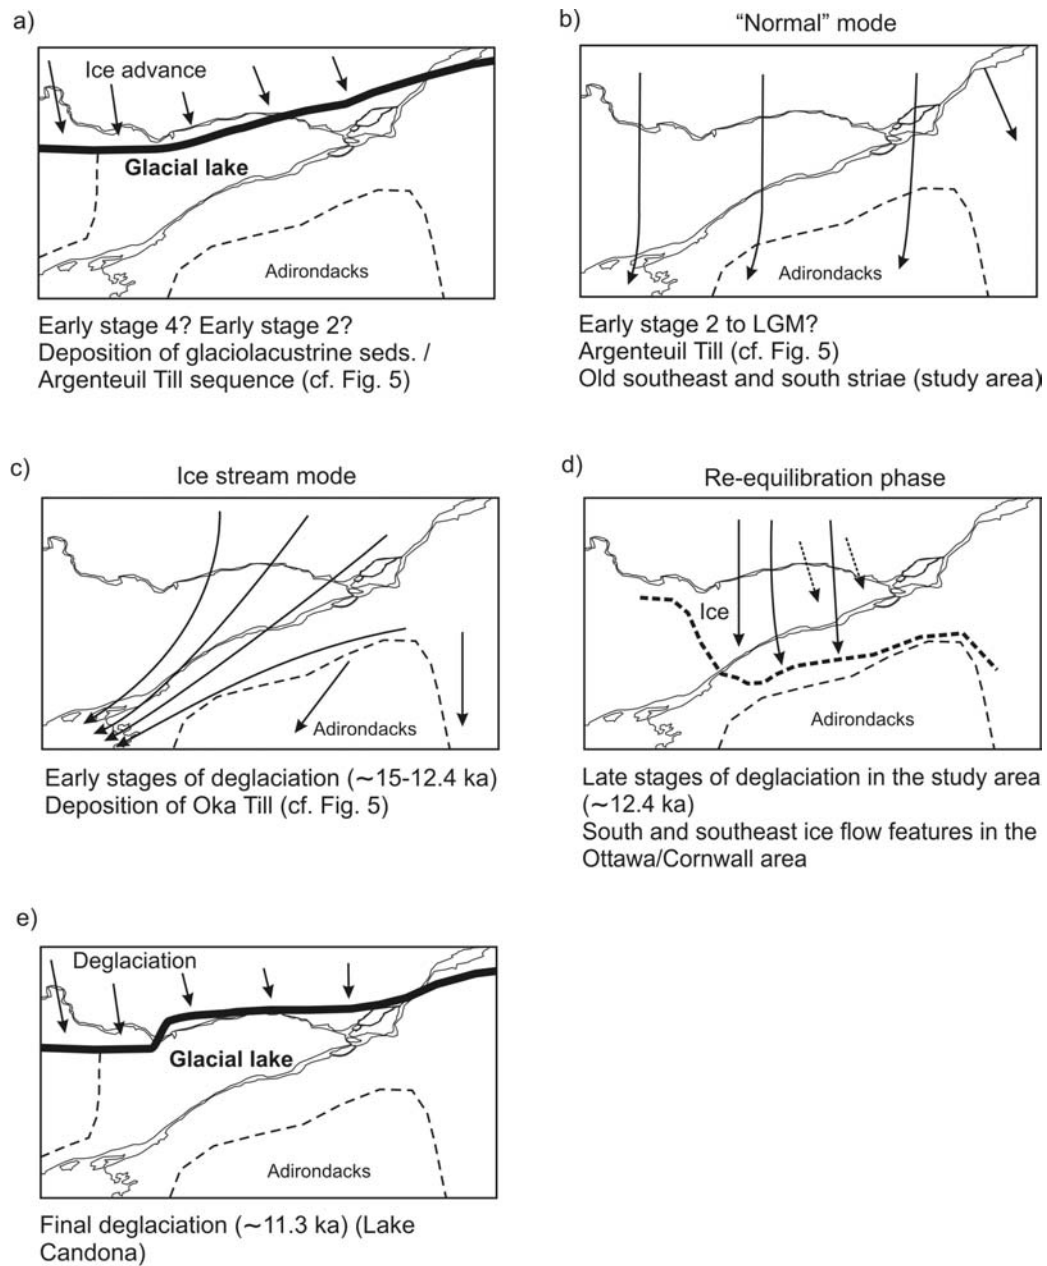 a)
Ice advance
Glacial lake
Adirondacks
Early stage 4? Early stage 2?
Deposition of glaciolacustrine seds. /
Argenteuil Till sequence (cf. Fig. 5)
b)
“Normal” mode
Adirondacks
Early stage 2 to LGM?
Argenteuil Till (cf. Fig. 5)
Old southeast and south striae (study area)
c)
Ice stream mode
Adirondacks
Early stages of deglaciation (~15-12.4 ka)
Deposition of Oka Till (cf. Fig. 5)
d)
Re-equilibration phase
Ice
Adirondacks
Late stages of deglaciation in the study area
(~12.4 ka)
South and southeast ice flow features in the
Ottawa/Cornwall area
e)
Deglaciation
Glacial lake
Adirondacks
Final deglaciation (~11.3 ka) (Lake
Candona)